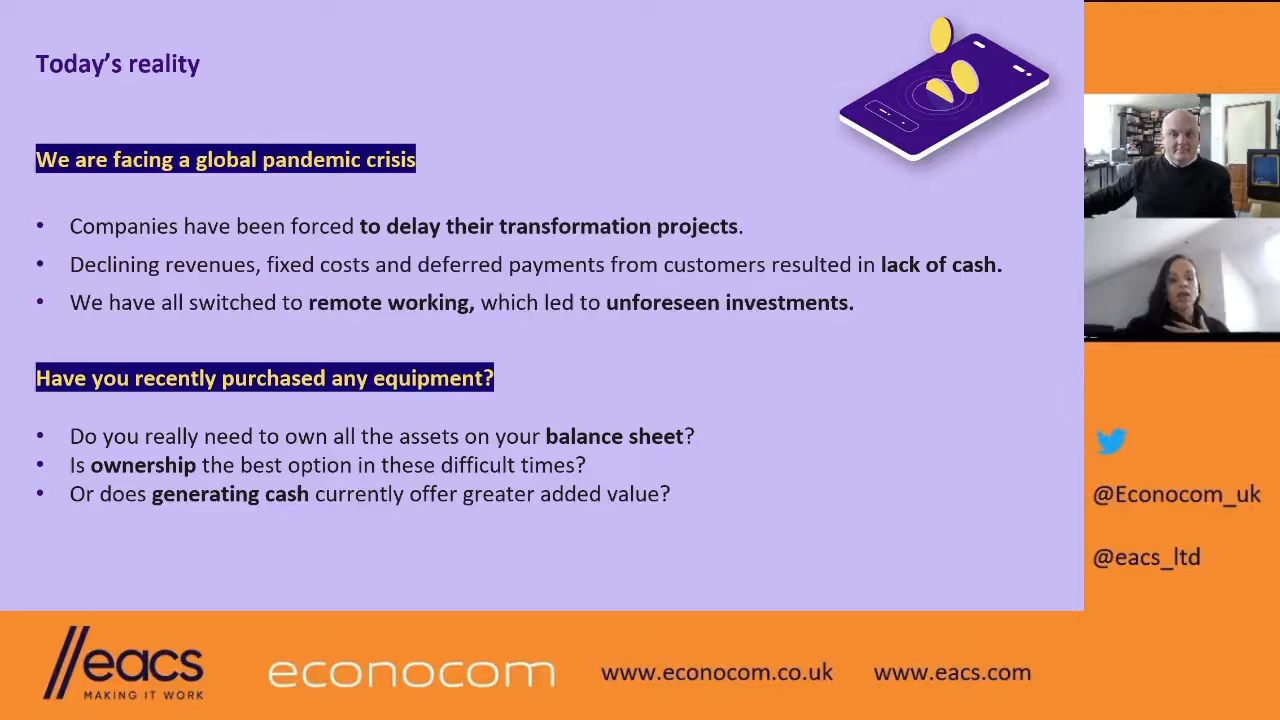 Today's reality
We are facing a global pandemic crisis
• Companies have been forced to delay their transformation projects.
• Declining revenues, fixed costs and deferred payments from customers resulted in lack of cash.
• We have all switched to remote working, which led to unforeseen investments.
Have you recently purchased any equipment?
• Do you really need to own all the assets on your balance sheet?
• Is ownership the best option in these difficult times?
• Or does generating cash currently offer greater added value?
@Econocom_uk
@eacs_ltd
//eacs
MAKING IT WORK
econocom
www.econocom.co.uk
www.eacs.com